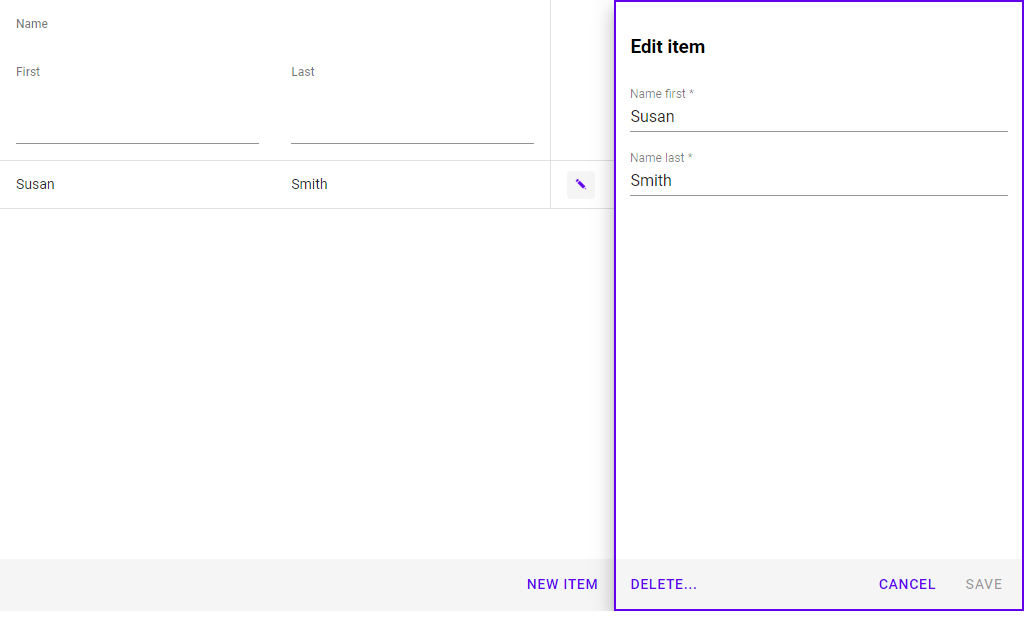 Name
First Last
Susan Smith
NEW ITEM
Edit item
Name first *
Susan
Name last *
Smith
DELETE... CANCEL SAVE